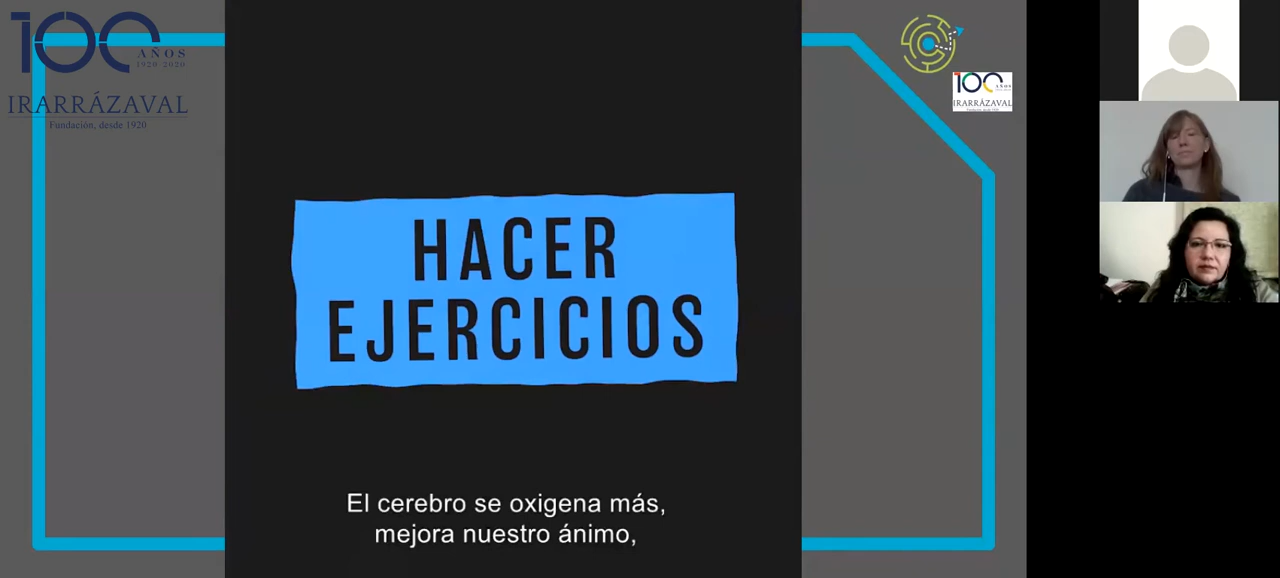 100
AÑOS
1920-2020
IRARRÁZAVAL
Fundación, desde 1920
100
AÑOS
IRARRÁZAVAL
HACER
EJERCICIOS
El cerebro se oxigena más,
mejora nuestro ánimo,